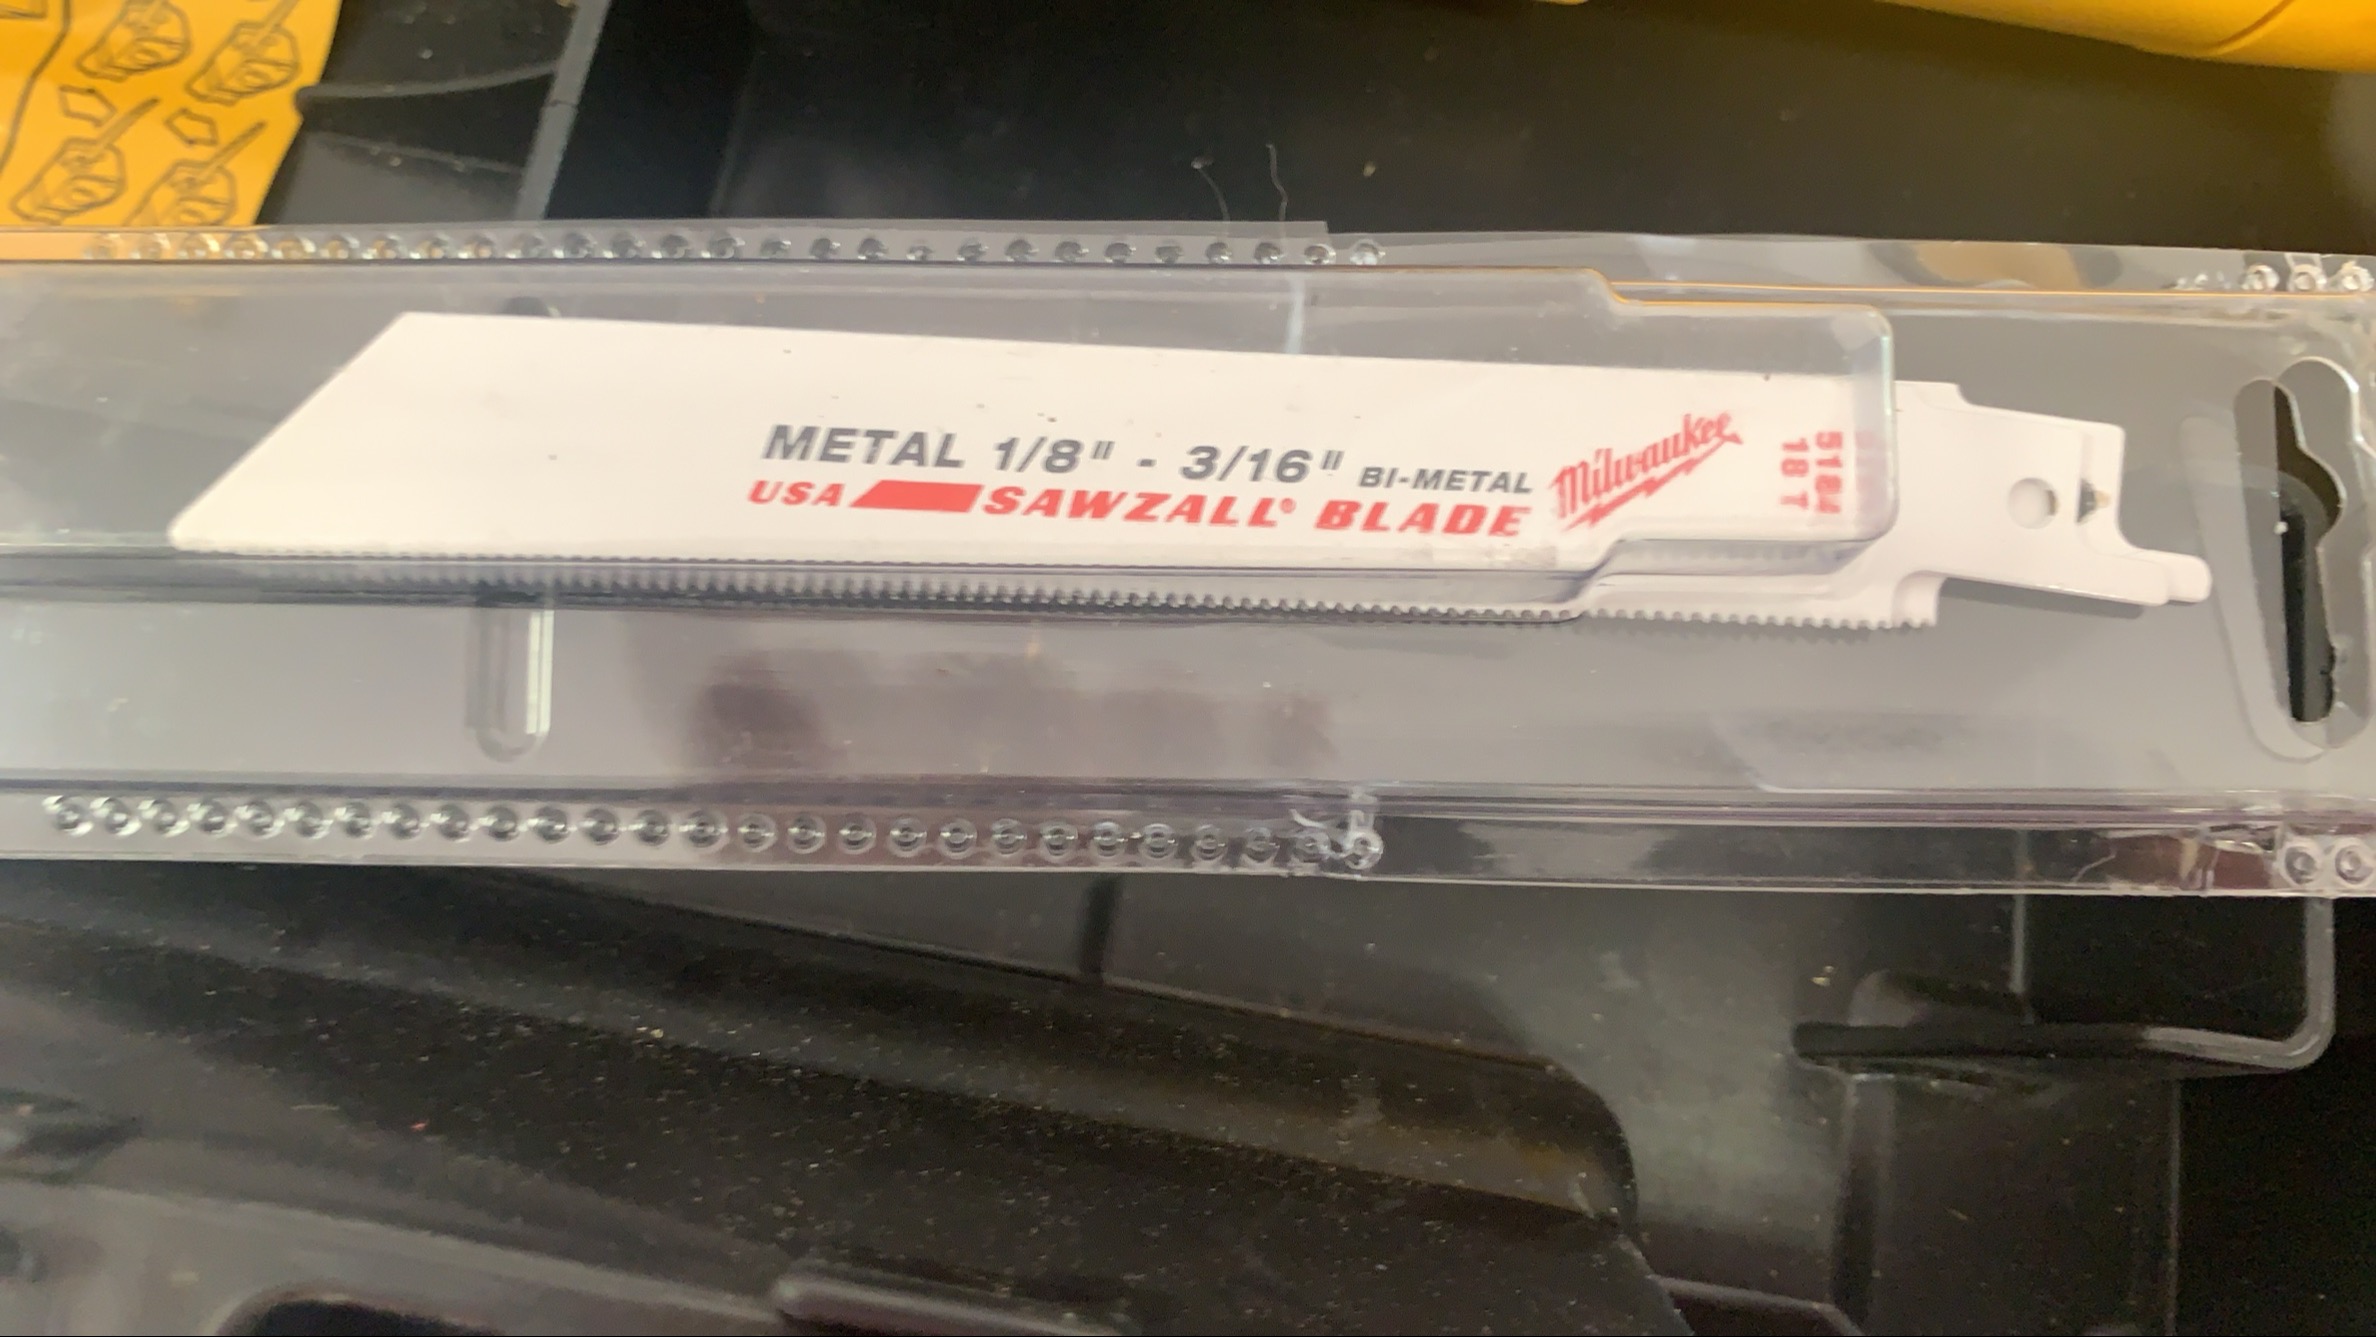 METAL 1/8" - 3/16" BI-METAL
USA SAWZALL® BLADE
Milwaukee
5184
18 T